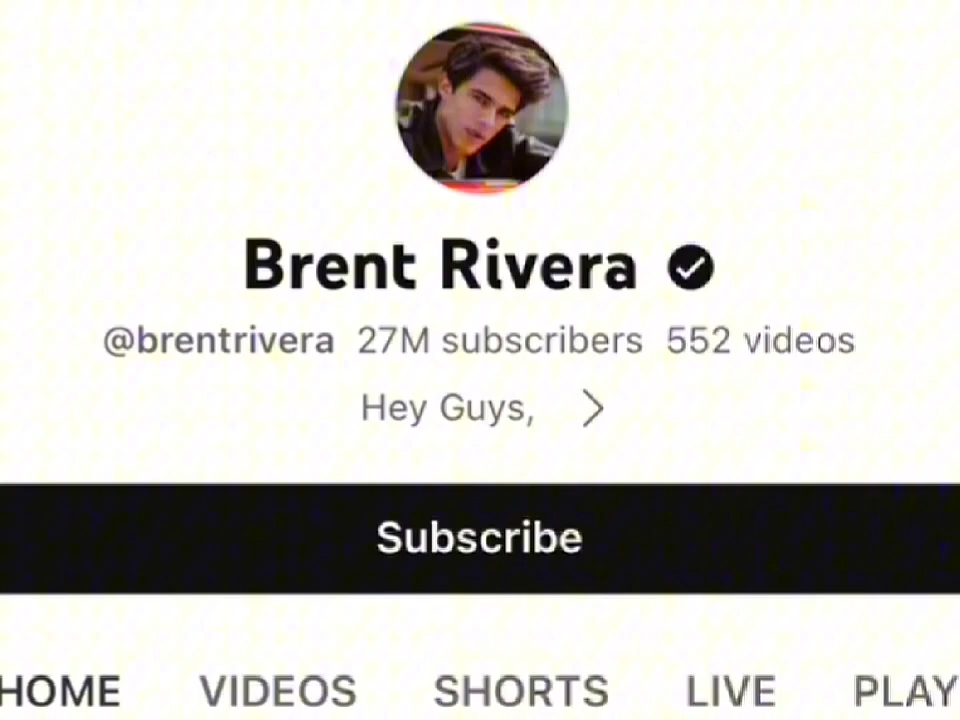 Brent Rivera
@brentrivera 27M subscribers 552 videos
Hey Guys,
Subscribe
HOME VIDEOS SHORTS LIVE PLAY